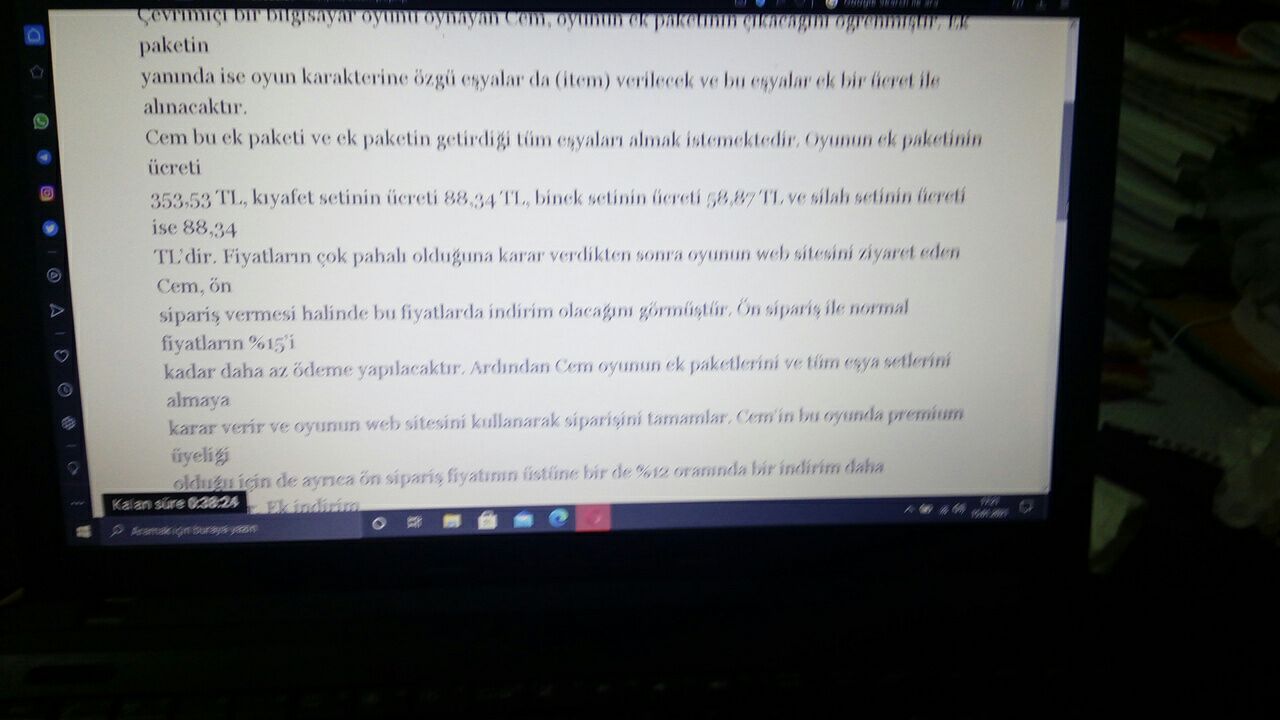 Çevrimiçi bir bilgisayar oyunu oynayan Cem, oyunun ek paketinin çıkacağını öğrenmiştir. Ek
paketin
yanında ise oyun karakterine özgü eşyalar da (item) verilecek ve bu eşyalar ek bir ücret ile
alınacaktır.
Cem bu ek paketi ve ek paketin getirdiği tüm eşyaları almak istemektedir. Oyunun ek paketinin
ücreti
353,53 TL, kıyafet setinin ücreti 88,34 TL, binek setinin ücreti 58,87 TL ve silah setinin ücreti
ise 88,34
TL'dir. Fiyatların çok pahalı olduğuna karar verdikten sonra oyunun web sitesini ziyaret eden
Cem, ön
sipariş vermesi halinde bu fiyatlarda indirim olacağını görmüştür. Ön sipariş ile normal
fiyatların %15'i
kadar daha az ödeme yapılacaktır. Ardından Cem oyunun ek paketlerini ve tüm eşya setlerini
almaya
karar verir ve oyunun web sitesini kullanarak siparişini tamamlar. Cem'in bu oyunda premium
üyeliği
olduğu için de ayrıca ön sipariş fiyatının üstüne bir de %12 oranında bir indirim daha
Ek indirim
Kalan süre 0:38:24
Aramak için buraya yazın